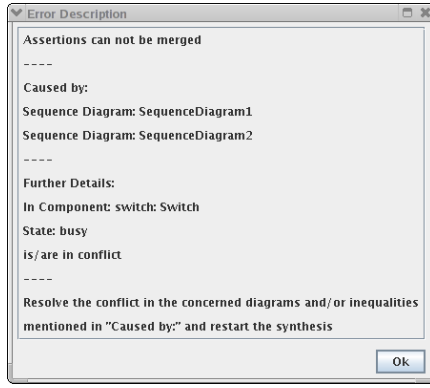 Error Description
Assertions can not be merged
----
Caused by:
Sequence Diagram: SequenceDiagram1
Sequence Diagram: SequenceDiagram2
----
Further Details:
In Component: switch: Switch
State: busy
is/are in conflict
----
Resolve the conflict in the concerned diagrams and/or inequalities
mentioned in "Caused by:" and restart the synthesis
Ok